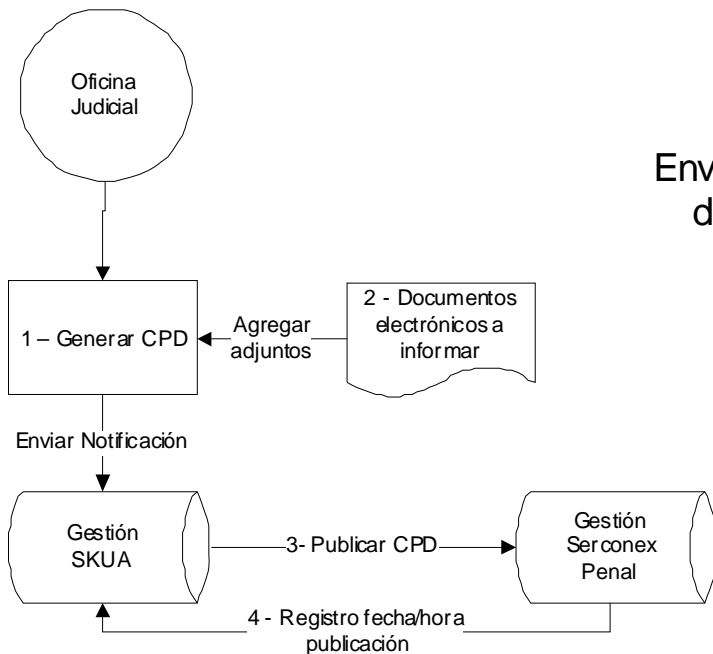 Oficina
Judicial
Env
d
1 – Generar CPD
Agregar
adjuntos
2 - Documentos
electrónicos a
informar
Enviar Notificación
Gestión
SKUA
3- Publicar CPD
Gestión
Serconex
Penal
4 - Registro fecha/hora
publicación